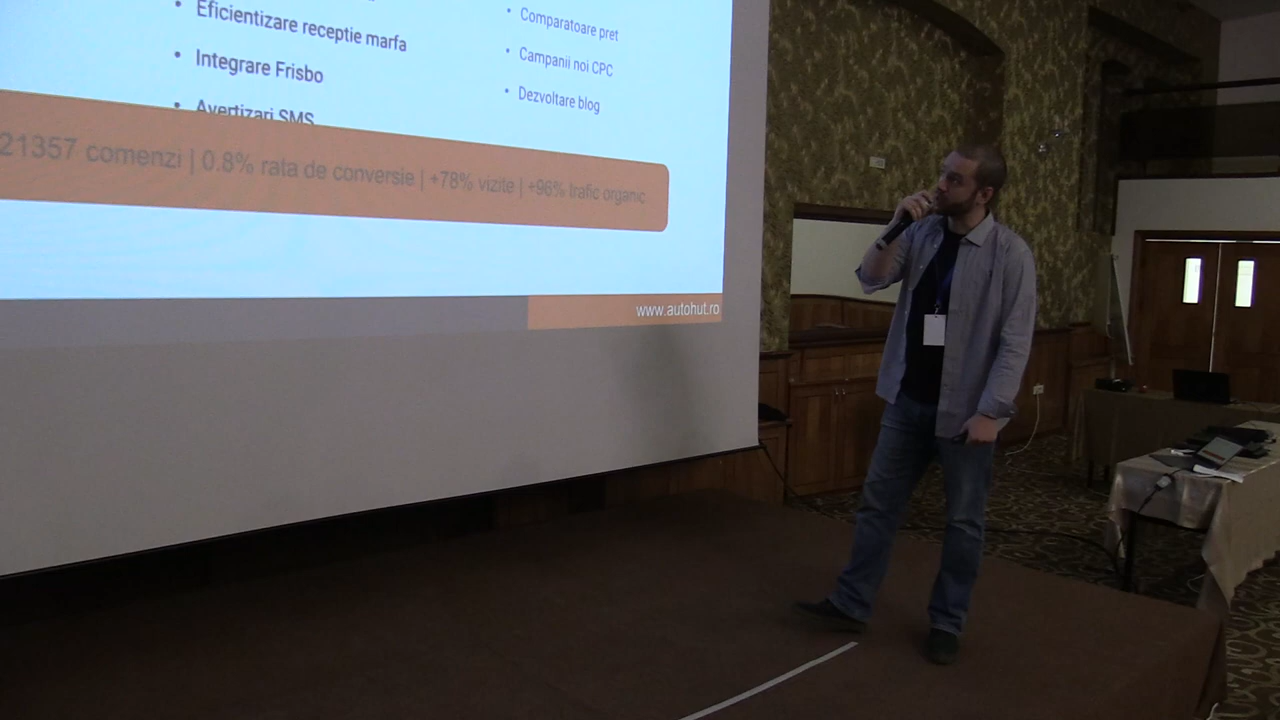 Eficientizare receptie marfa
Integrare Frisbo
Avertizari SMS
Comparatoare pret
Campanii noi CPC
Dezvoltare blog
21357 comenzi | 0.8% rata de conversie | +78% vizite | +96% trafic organic
www.autohut.ro